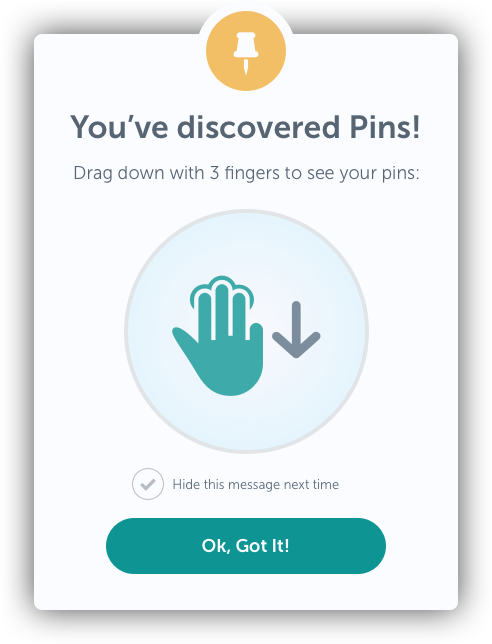 You’ve discovered Pins!
Drag down with 3 fingers to see your pins:
Hide this message next time
Ok, Got It!